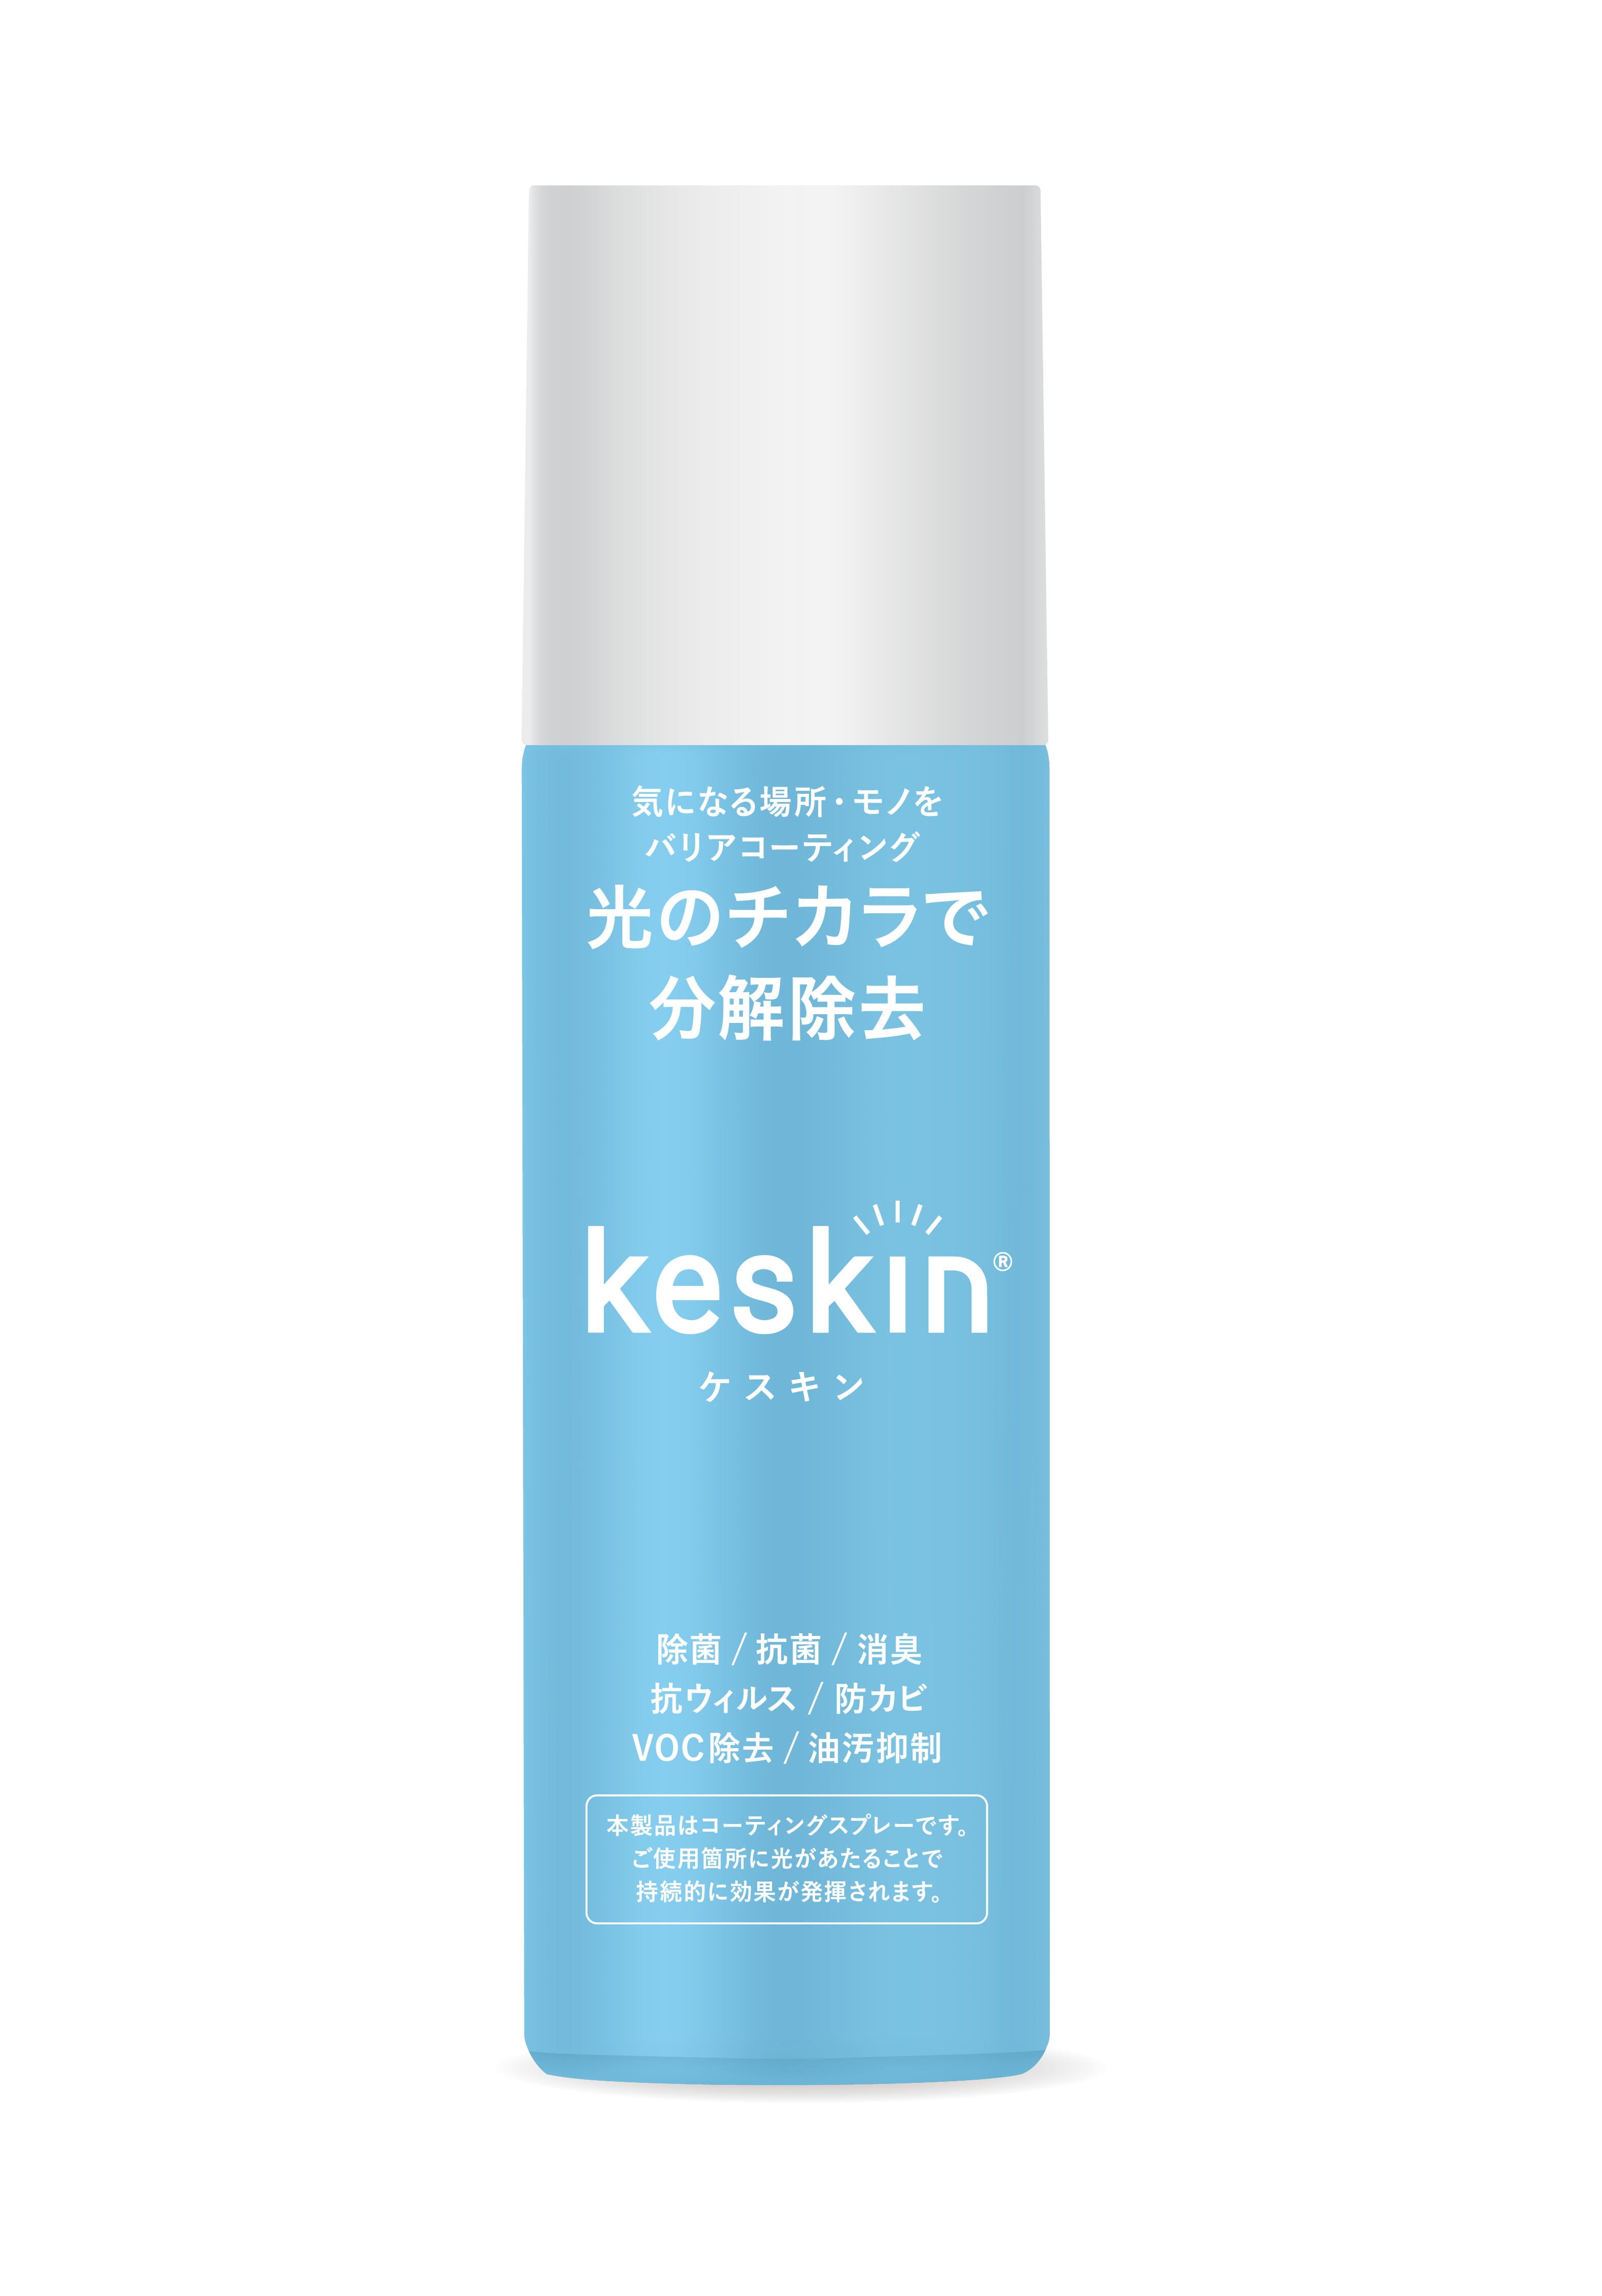 気になる場所・モノを
バリアコーティング
光のチカラで
分解除去
keskin®
ケスキン
除菌/抗菌/消臭
抗ウィルス/防カビ
VOC除去/油汚抑制
本製品はコーティングスプレーです。
ご使用箇所に光があたることで
持続的に効果が発揮されます。